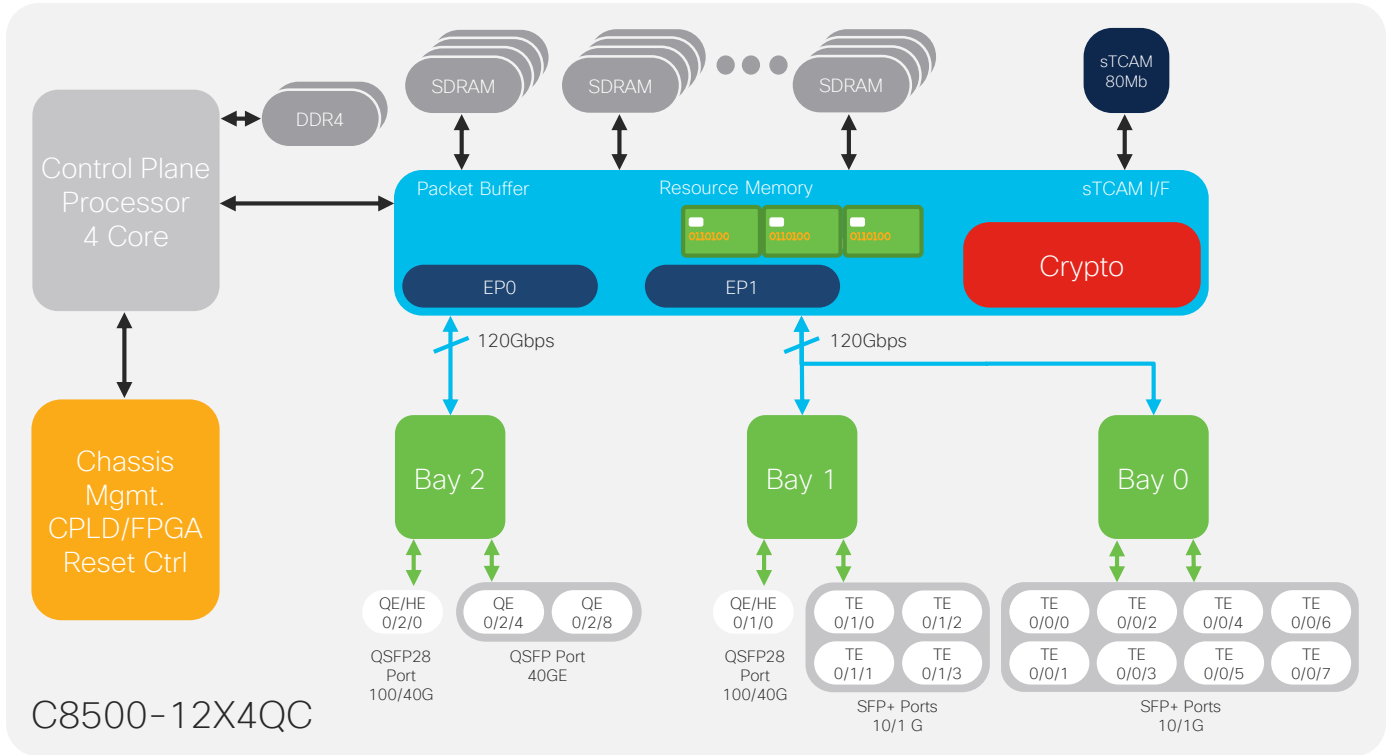 SDRAM
SDRAM
SDRAM
sTCAM
80Mb
DDR4
Control Plane
Processor
4 Core
Packet Buffer
Resource Memory
sTCAM I/F
0110100
0110100
0110100
Crypto
EP0
EP1
120Gbps
120Gbps
Chassis
Mgmt.
CPLD/FPGA
Reset Ctrl
Bay 2
Bay 1
Bay 0
QE/HE
0/2/0
QE
0/2/4
QE
0/2/8
QSFP28
Port
100/40G
QSFP Port
40GE
QE/HE
0/1/0
TE
0/1/0
TE
0/1/2
TE
0/1/1
TE
0/1/3
QSFP28
Port
100/40G
SFP+ Ports
10/1 G
TE
0/0/0
TE
0/0/2
TE
0/0/4
TE
0/0/6
TE
0/0/1
TE
0/0/3
TE
0/0/5
TE
0/0/7
SFP+ Ports
10/1G
C8500-12X4QC